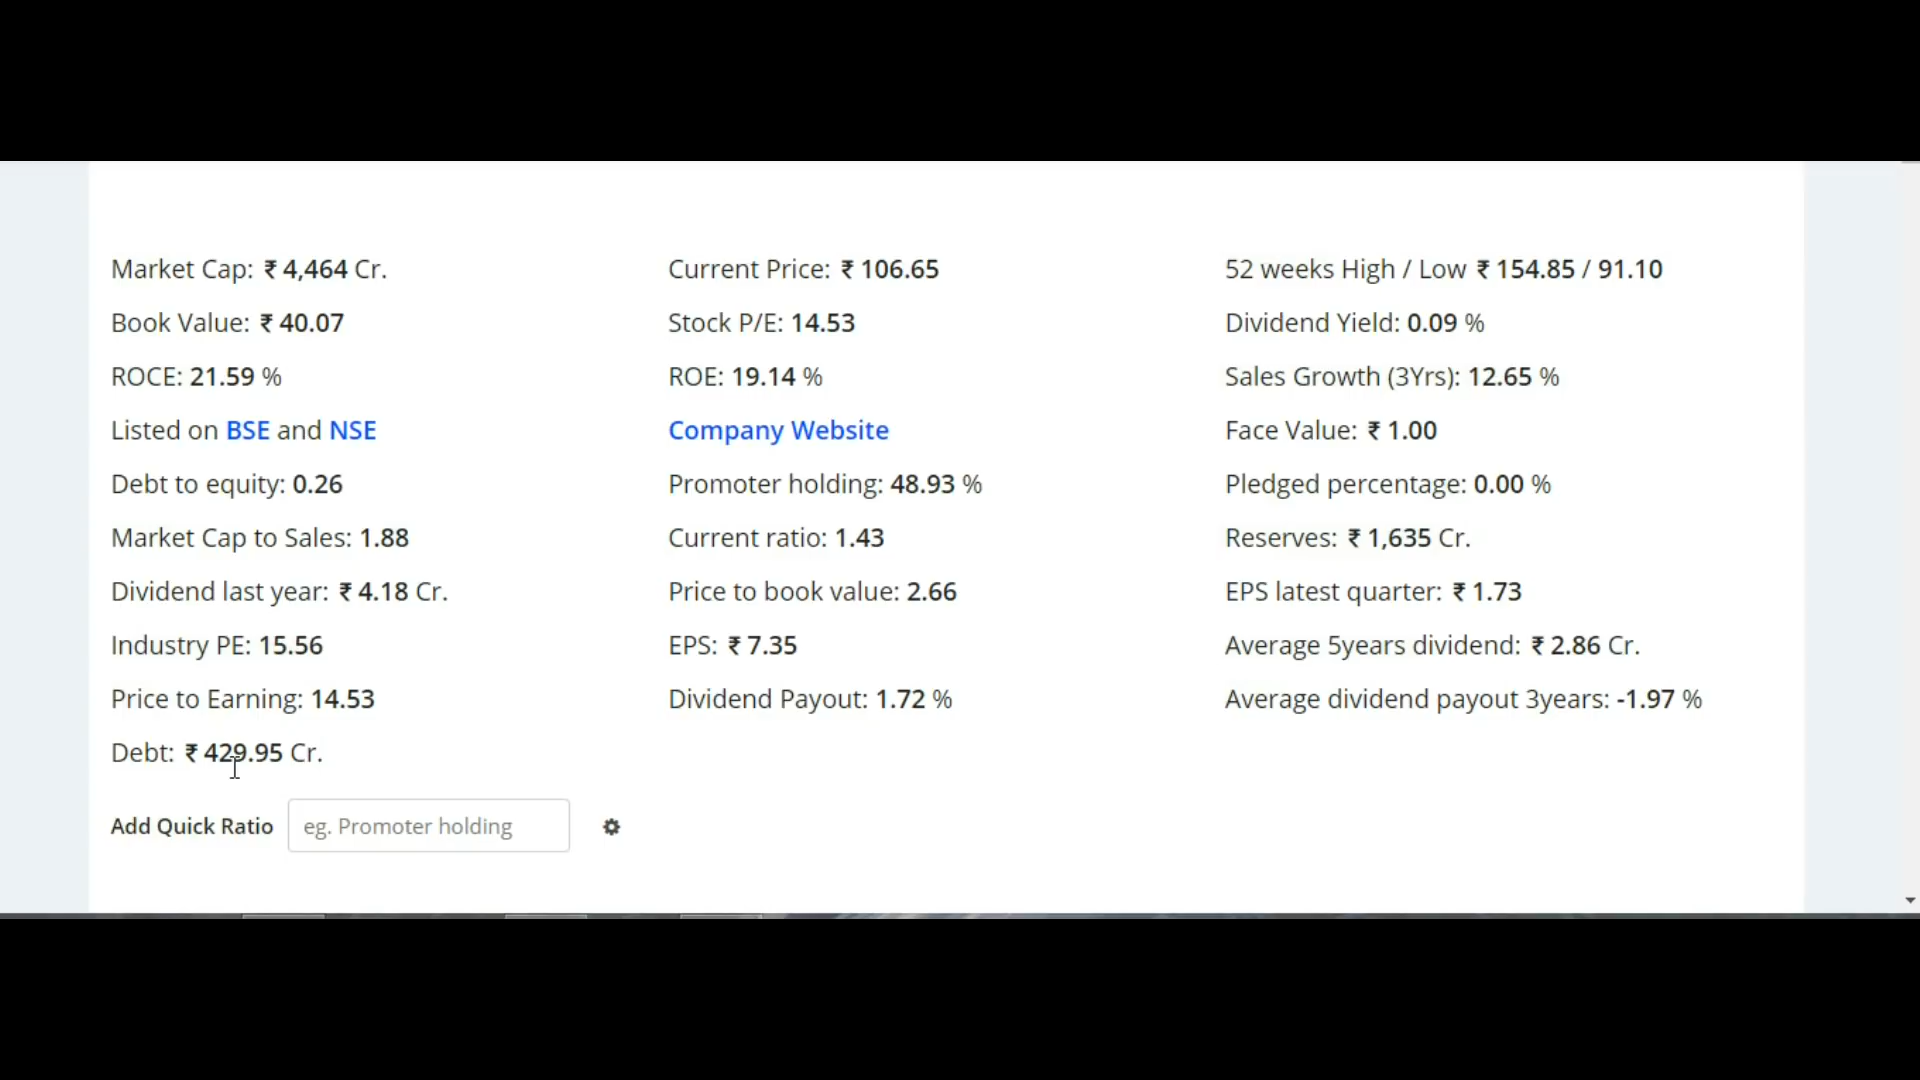 Market Cap: ₹ 4,464 Cr. Current Price: ₹ 106.65 52 weeks High / Low ₹ 154.85 / 91.10
Book Value: ₹ 40.07 Stock P/E: 14.53 Dividend Yield: 0.09 %
ROCE: 21.59 % ROE: 19.14 % Sales Growth (3Yrs): 12.65 %
Listed on BSE and NSE Company Website Face Value: ₹ 1.00
Debt to equity: 0.26 Promoter holding: 48.93 % Pledged percentage: 0.00 %
Market Cap to Sales: 1.88 Current ratio: 1.43 Reserves: ₹ 1,635 Cr.
Dividend last year: ₹ 4.18 Cr. Price to book value: 2.66 EPS latest quarter: ₹ 1.73
Industry PE: 15.56 EPS: ₹ 7.35 Average 5years dividend: ₹ 2.86 Cr.
Price to Earning: 14.53 Dividend Payout: 1.72 % Average dividend payout 3years: -1.97 %
Debt: ₹ 429.95 Cr.
Add Quick Ratio eg. Promoter holding